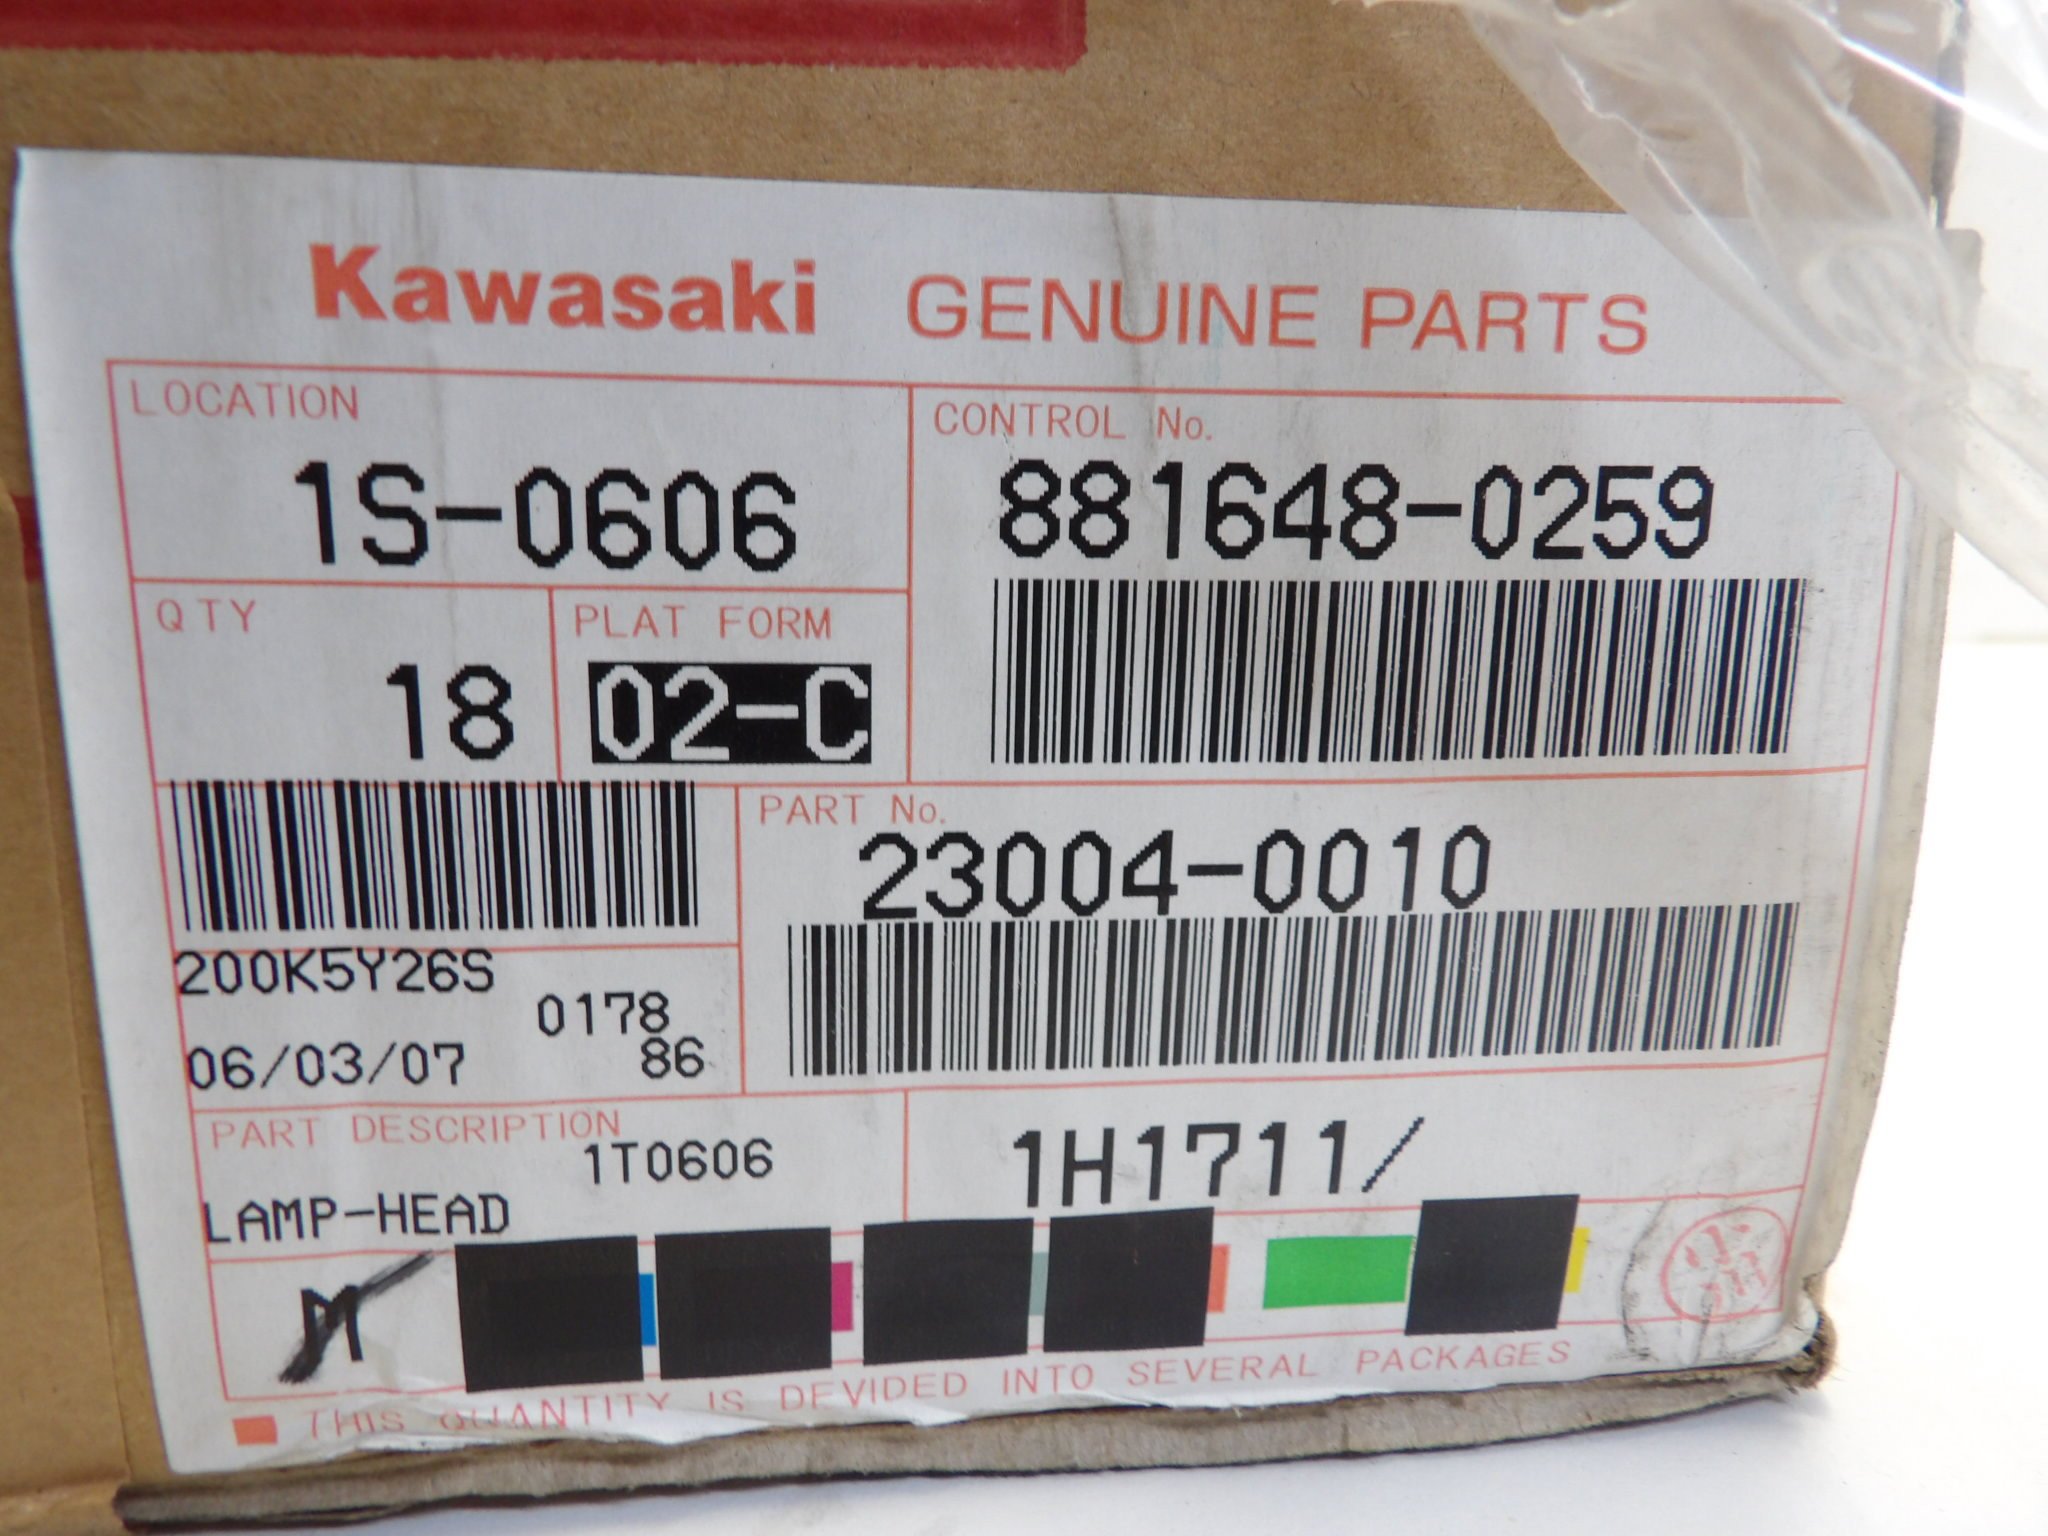 Kawasaki GENUINE PARTS
LOCATION
1S-0606
CONTROL No.
881648-0259
QTY
18
PLAT FORM
02-C
PART No.
23004-0010
200K5Y26S
0178
06/03/07 86
PART DESCRIPTION
1T0606
LAMP-HEAD
1H1711/
M
THIS QUANTITY IS DEVIDED INTO SEVERAL PACKAGES